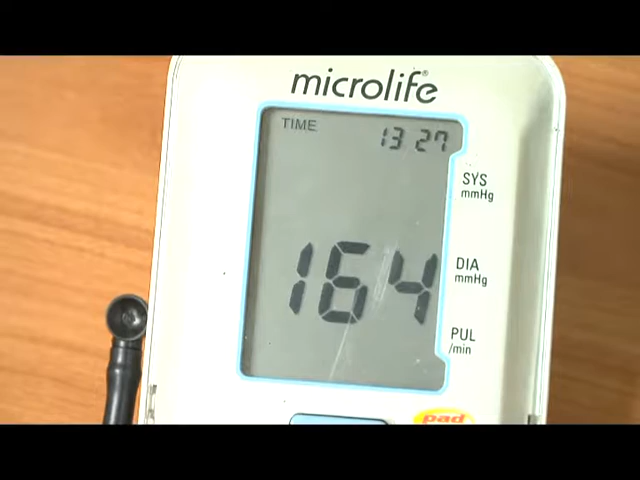 microlife®
TIME 13 27
SYS
mmHg
164
DIA
mmHg
PUL
/min
pad